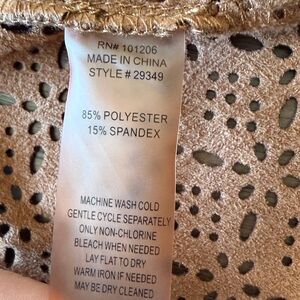 RN# 101206
MADE IN CHINA
STYLE # 29349
85% POLYESTER
15% SPANDEX
MACHINE WASH COLD
GENTLE CYCLE SEPARATELY
ONLY NON-CHLORINE
BLEACH WHEN NEEDED
LAY FLAT TO DRY
WARM IRON IF NEEDED
MAY BE DRY CLEANED